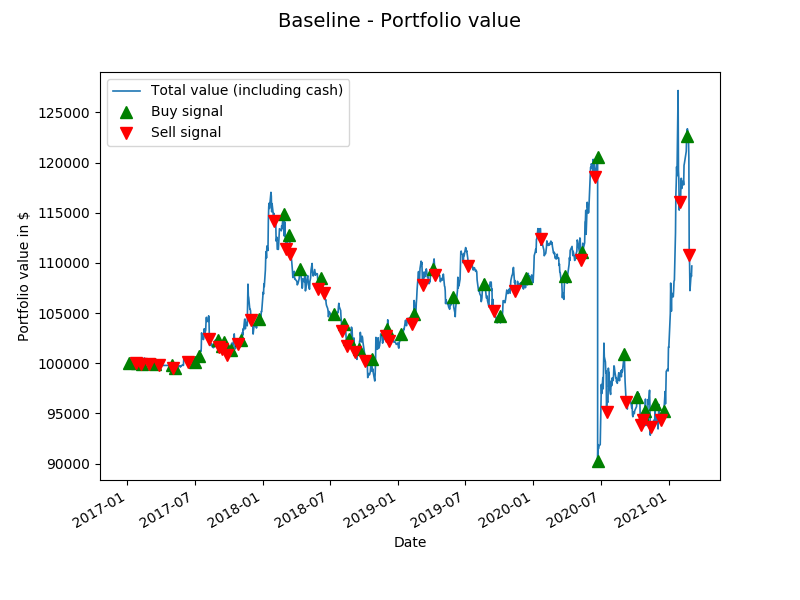 Baseline - Portfolio value
Total value (including cash)
Buy signal
Sell signal
125000
120000
115000
110000
105000
100000
95000
90000
Portfolio value in $
2017-01
2017-07
2018-01
2018-07
2019-01
2019-07
2020-01
2020-07
2021-01
Date